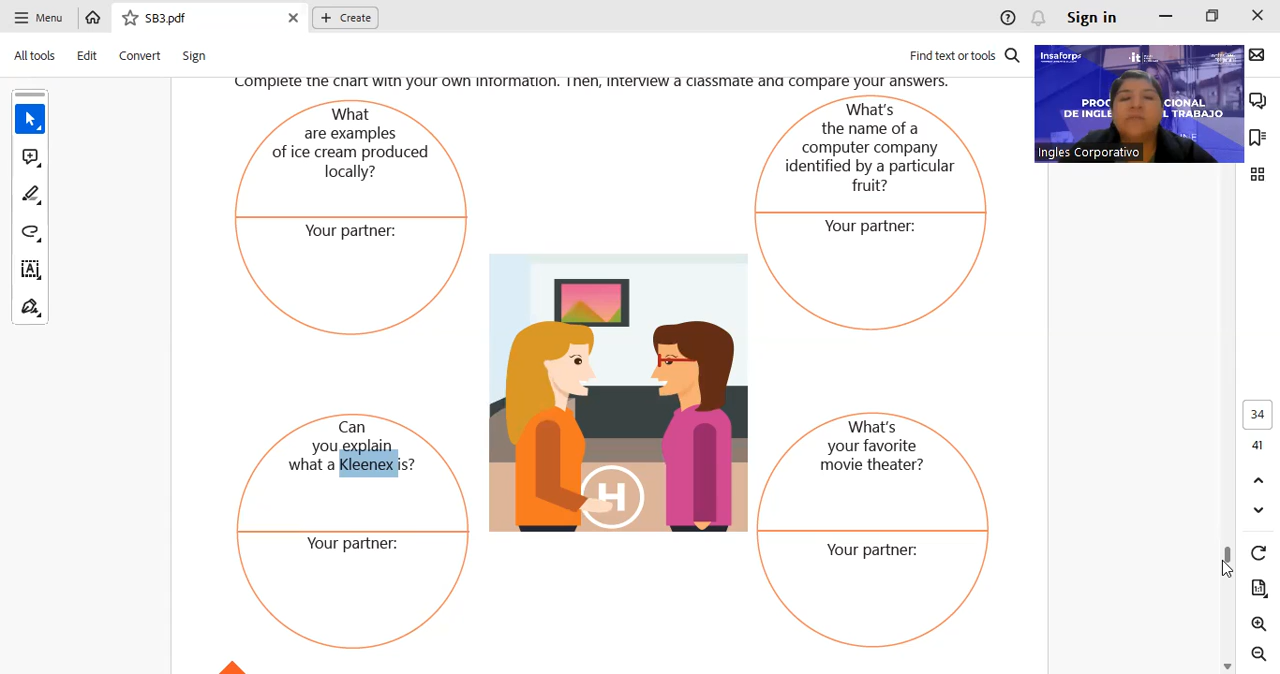 Menu
SB3.pdf
Create
Sign in
All tools
Edit
Convert
Sign
Find text or tools
Insaforp
Complete the chart with your own information. Then, interview a classmate and compare your answers.
What
are examples
of ice cream produced
locally?
Your partner:
What's
the name of a
computer company
identified by a particular
fruit?
Your partner:
Ingles Corporativo
Can
you explain
what a Kleenex is?
Your partner:
H
What's
your favorite
movie theater?
Your partner:
34
41